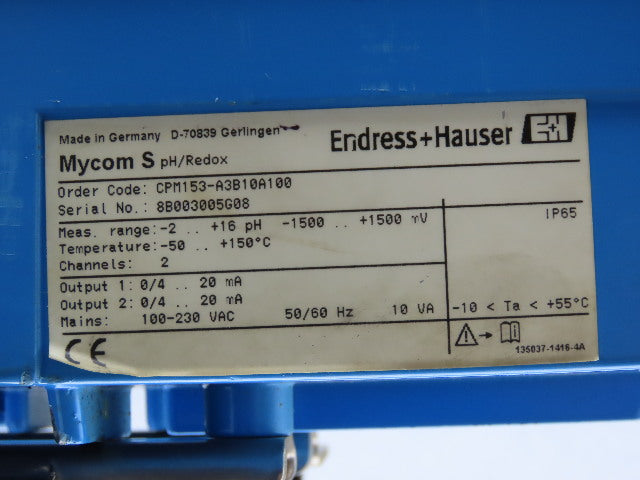 Made in Germany D-70839 Gerlingen
Endress+Hauser EH
Mycom S pH/Redox
Order Code: CPM153-A3B10A100
Serial No.: 8B003005G08
Meas. range:-2 .. +16 pH -1500 .. +1500 mV
IP65
Temperature:-50 .. +150°C
Channels: 2
Output 1: 0/4 .. 20 mA
Output 2: 0/4 .. 20 mA
Mains: 100-230 VAC 50/60 Hz 10 VA
-10 < Ta < +55°C
CE
135037-1416-4A